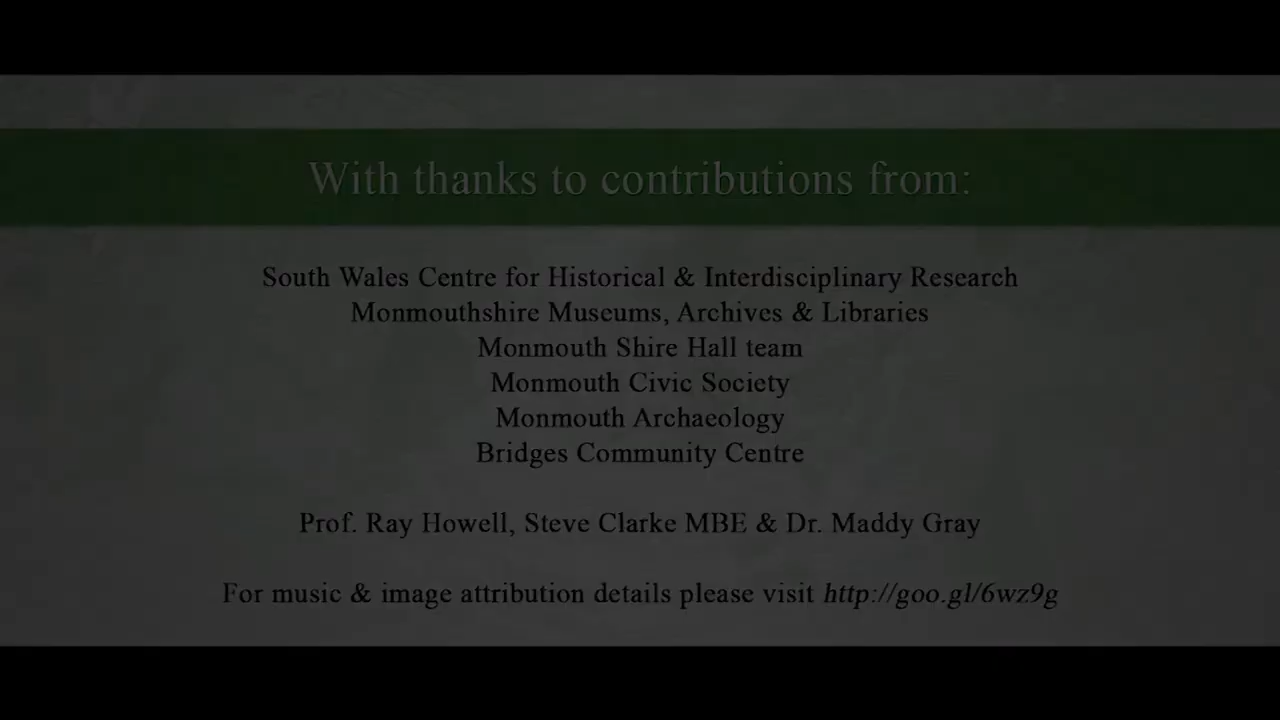 With thanks to contributions from:
South Wales Centre for Historical & Interdisciplinary Research
Monmouthshire Museums, Archives & Libraries
Monmouth Shire Hall team
Monmouth Civic Society
Monmouth Archaeology
Bridges Community Centre
Prof. Ray Howell, Steve Clarke MBE & Dr. Maddy Gray
For music & image attribution details please visit http://goo.gl/6wz9g